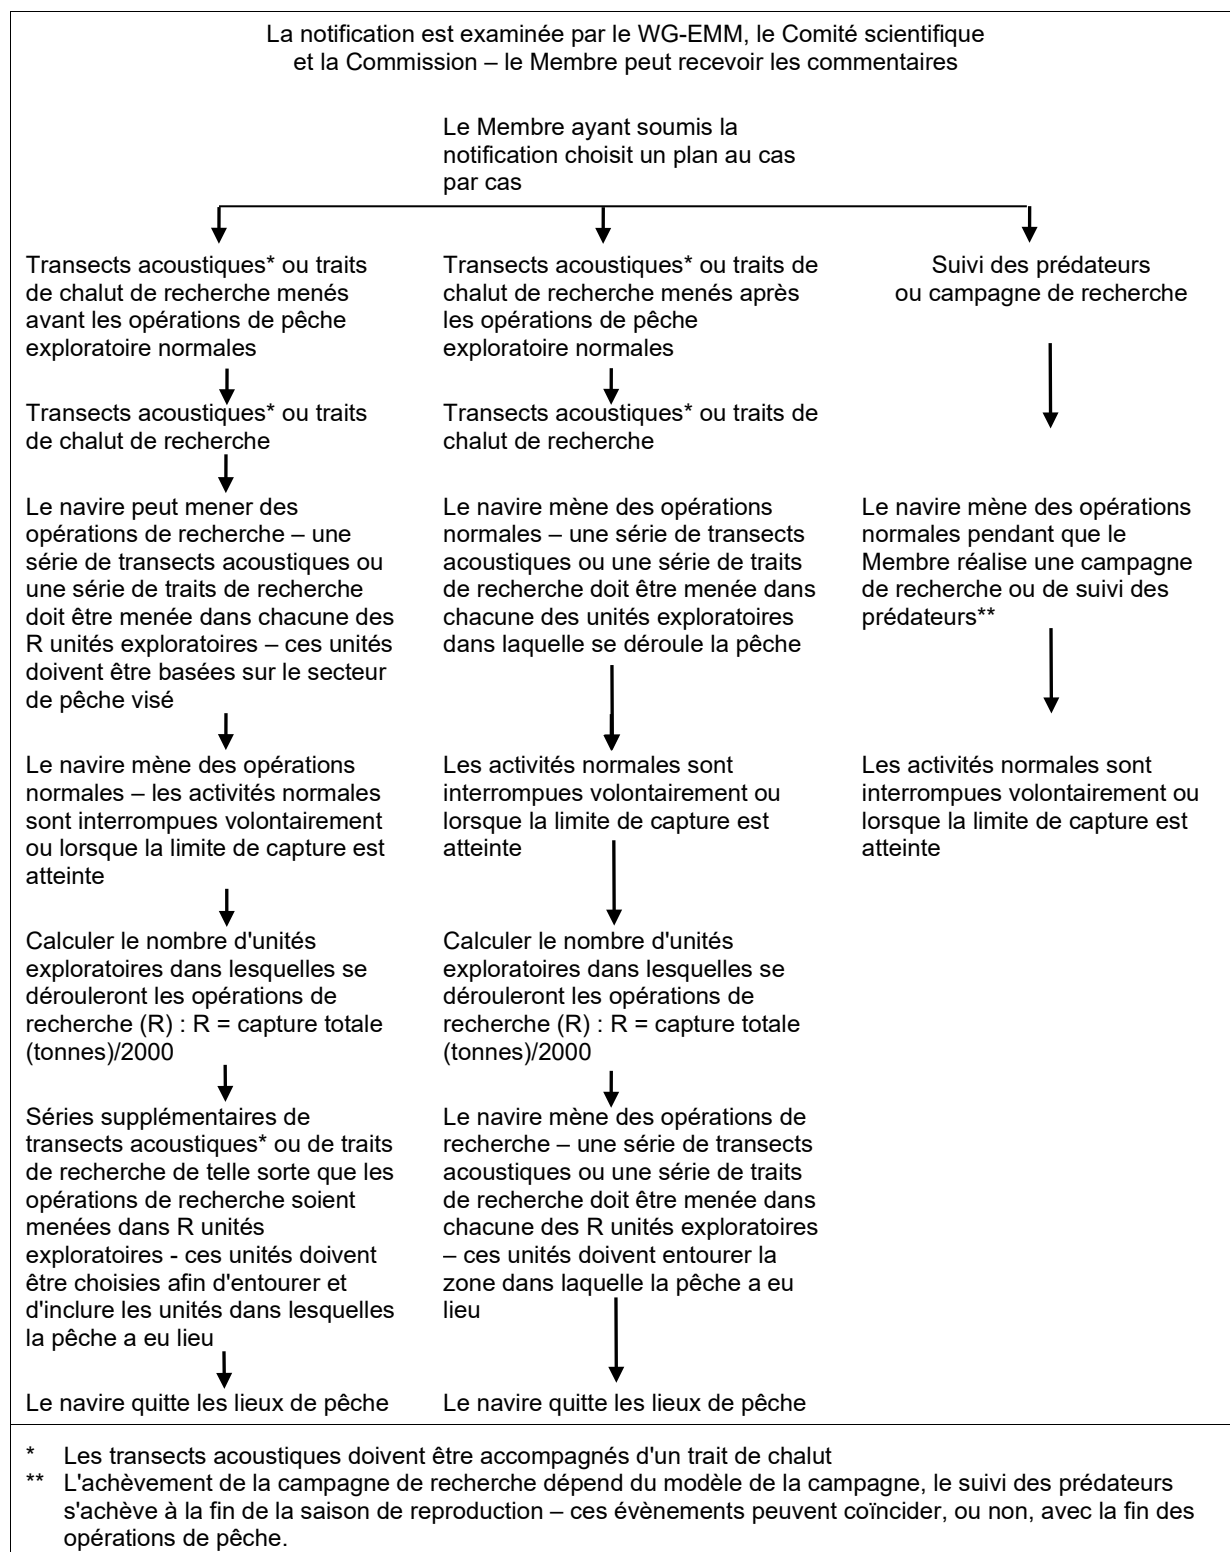 La notification est examinée par le WG-EMM, le Comité scientifique
et la Commission – le Membre peut recevoir les commentaires
Le Membre ayant soumis la
notification choisit un plan au cas
par cas
Transects acoustiques* ou traits
de chalut de recherche menés
avant les opérations de pêche
exploratoire normales
Transects acoustiques* ou traits
de chalut de recherche
Le navire peut mener des
opérations de recherche – une
série de transects acoustiques ou
une série de traits de recherche
doit être menée dans chacune des
R unités exploratoires – ces unités
doivent être basées sur le secteur
de pêche visé
Le navire mène des opérations
normales – les activités normales
sont interrompues volontairement
ou lorsque la limite de capture est
atteinte
Calculer le nombre d'unités
exploratoires dans lesquelles se
dérouleront les opérations de
recherche (R) : R = capture totale
(tonnes)/2000
Séries supplémentaires de
transects acoustiques* ou de traits
de recherche de telle sorte que les
opérations de recherche soient
menées dans R unités
exploratoires - ces unités doivent
être choisies afin d'entourer et
d'inclure les unités dans lesquelles
la pêche a eu lieu
Le navire quitte les lieux de pêche
Transects acoustiques* ou traits de
chalut de recherche menés après
les opérations de pêche
exploratoire normales
Transects acoustiques* ou traits de
chalut de recherche
Le navire mène des opérations
normales – une série de transects
acoustiques ou une série de traits
de recherche doit être menée dans
chacune des unités exploratoires
dans laquelle se déroule la pêche
Les activités normales sont
interrompues volontairement ou
lorsque la limite de capture est
atteinte
Calculer le nombre d'unités
exploratoires dans lesquelles se
dérouleront les opérations de
recherche (R) : R = capture totale
(tonnes)/2000
Le navire mène des opérations de
recherche – une série de transects
acoustiques ou une série de traits
de recherche doit être menée dans
chacune des R unités exploratoires
– ces unités doivent entourer la
zone dans laquelle la pêche a eu
lieu
Le navire quitte les lieux de pêche
Suivi des prédateurs
ou campagne de recherche
Le navire mène des opérations
normales pendant que le
Membre réalise une campagne
de recherche ou de suivi des
prédateurs**
Les activités normales sont
interrompues volontairement ou
lorsque la limite de capture est
atteinte
* Les transects acoustiques doivent être accompagnés d'un trait de chalut
** L'achèvement de la campagne de recherche dépend du modèle de la campagne, le suivi des prédateurs
s'achève à la fin de la saison de reproduction – ces évènements peuvent coïncider, ou non, avec la fin des
opérations de pêche.